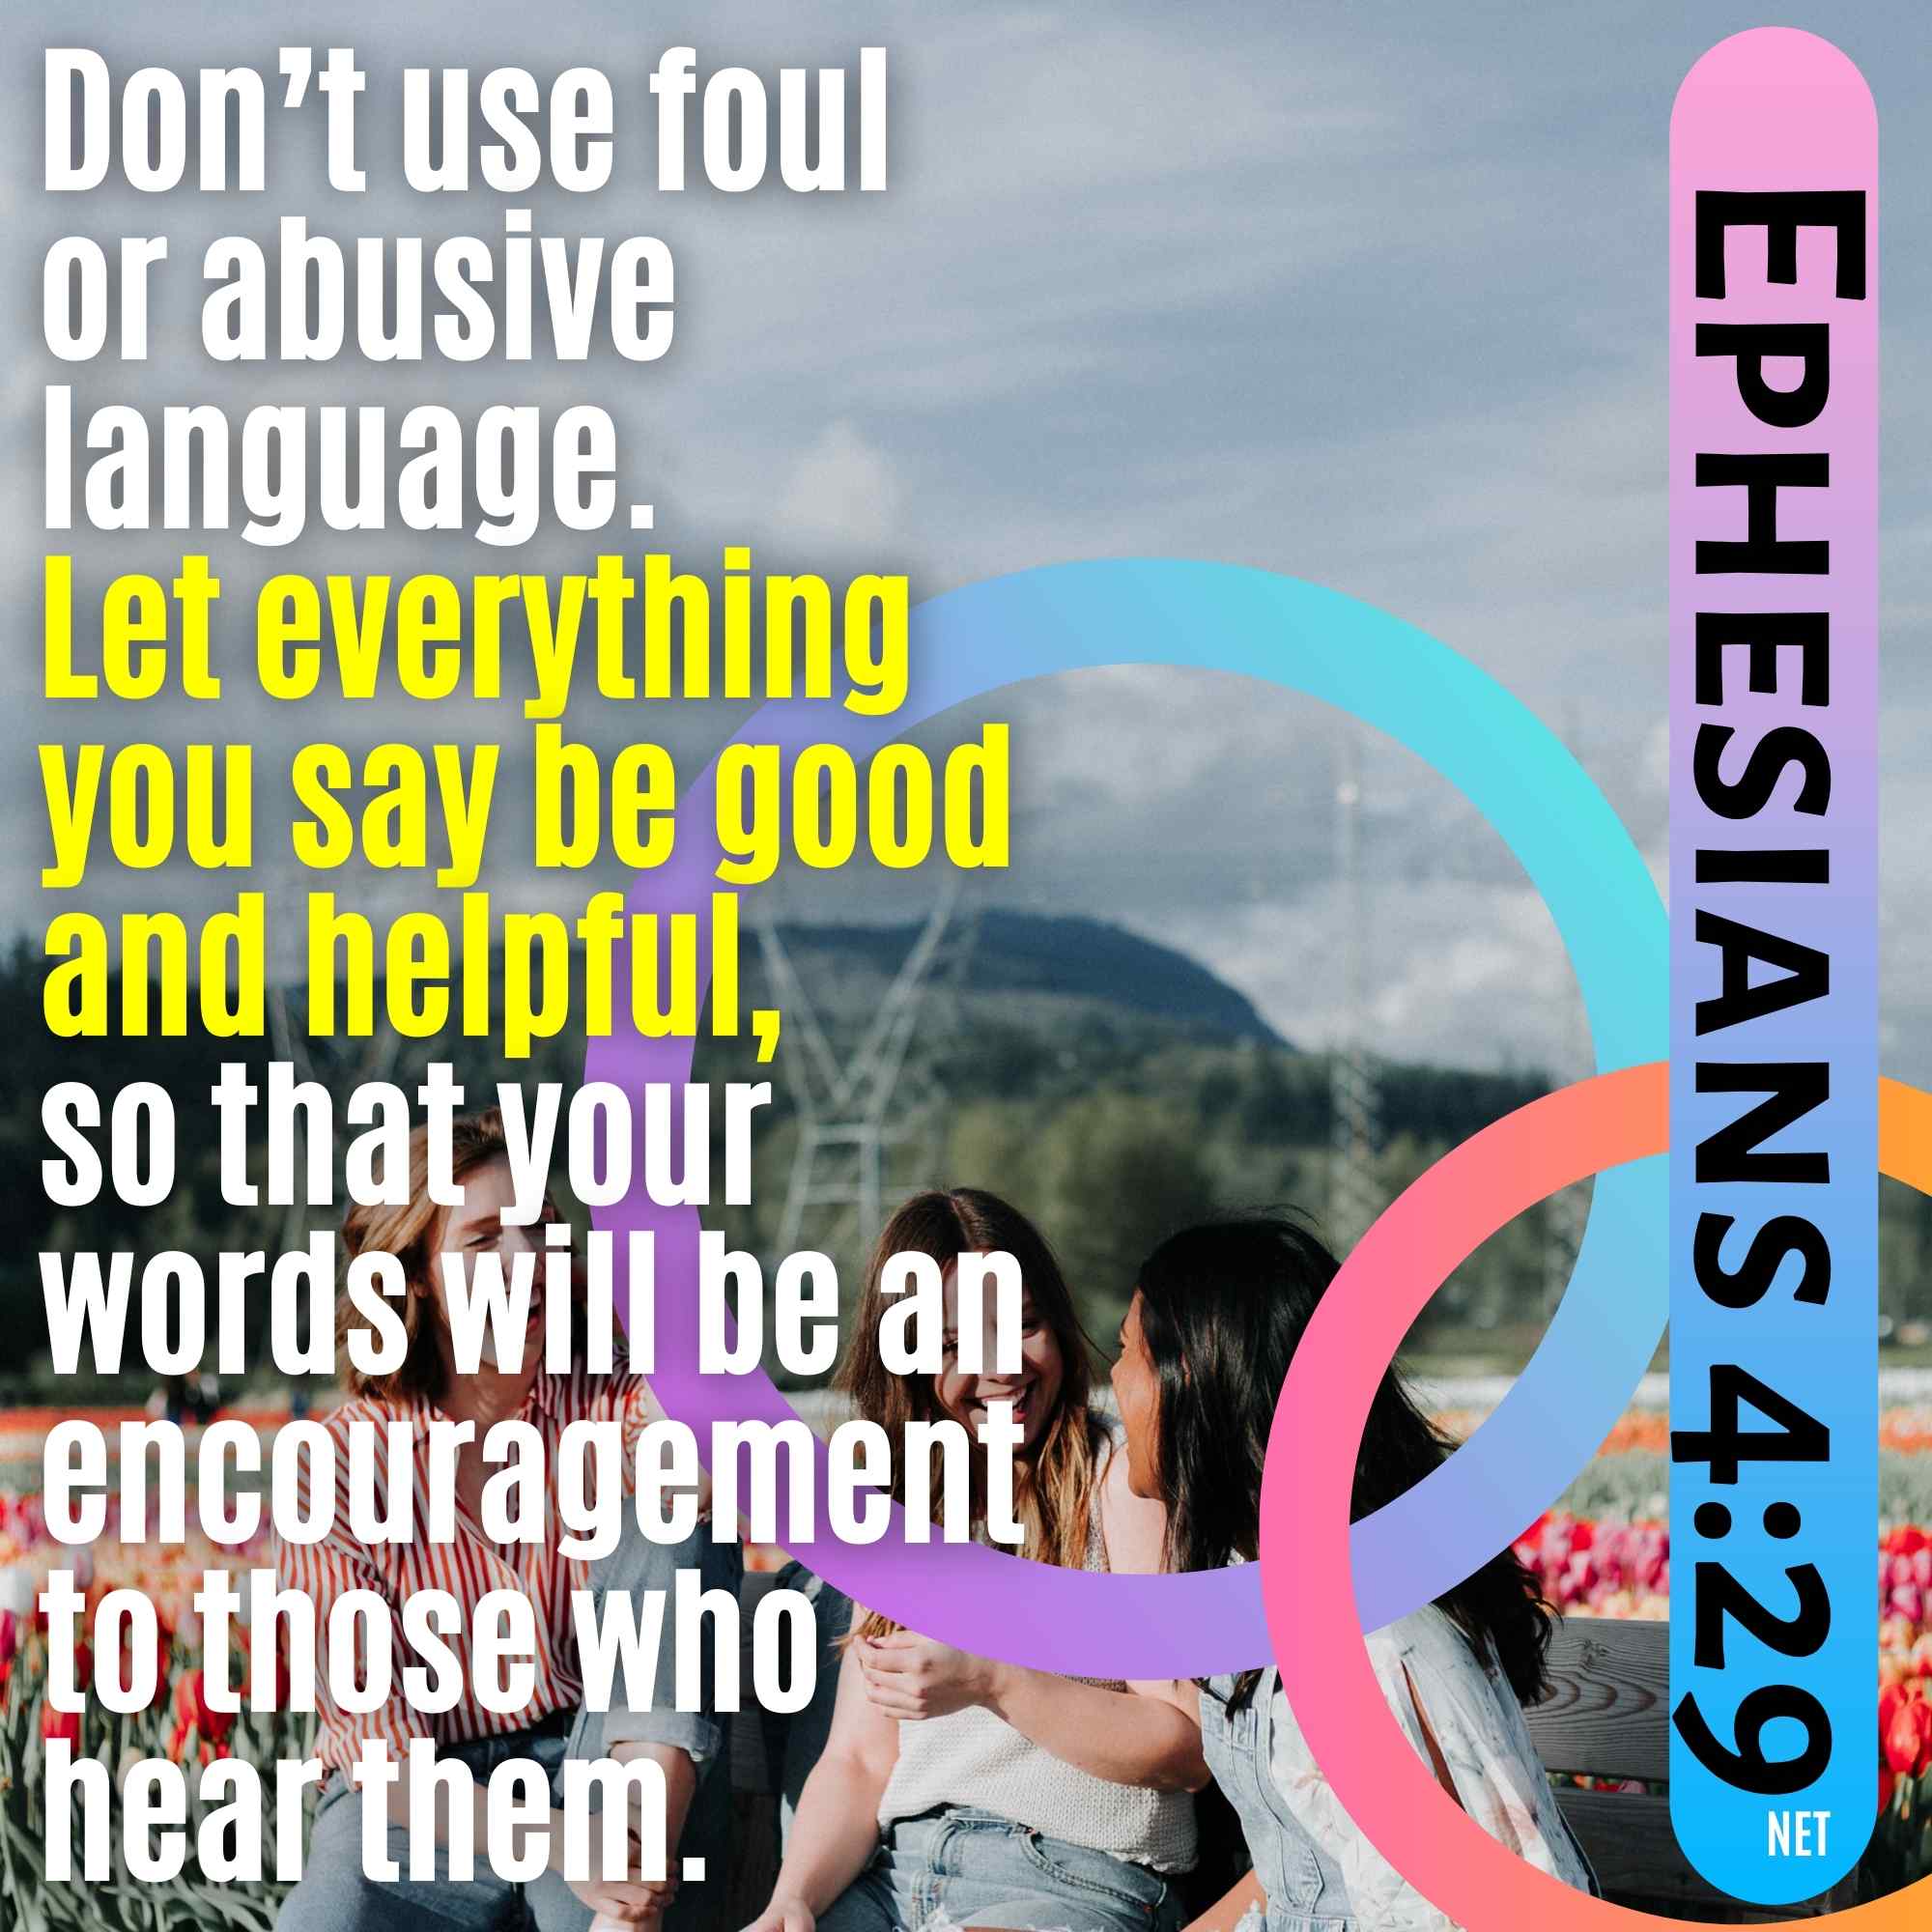 Don’t use foul
or abusive
language.
Let everything
you say be good
and helpful,
so that your
words will be an
encouragement
to those who
hear them.
EPHESIANS 4:29
NET